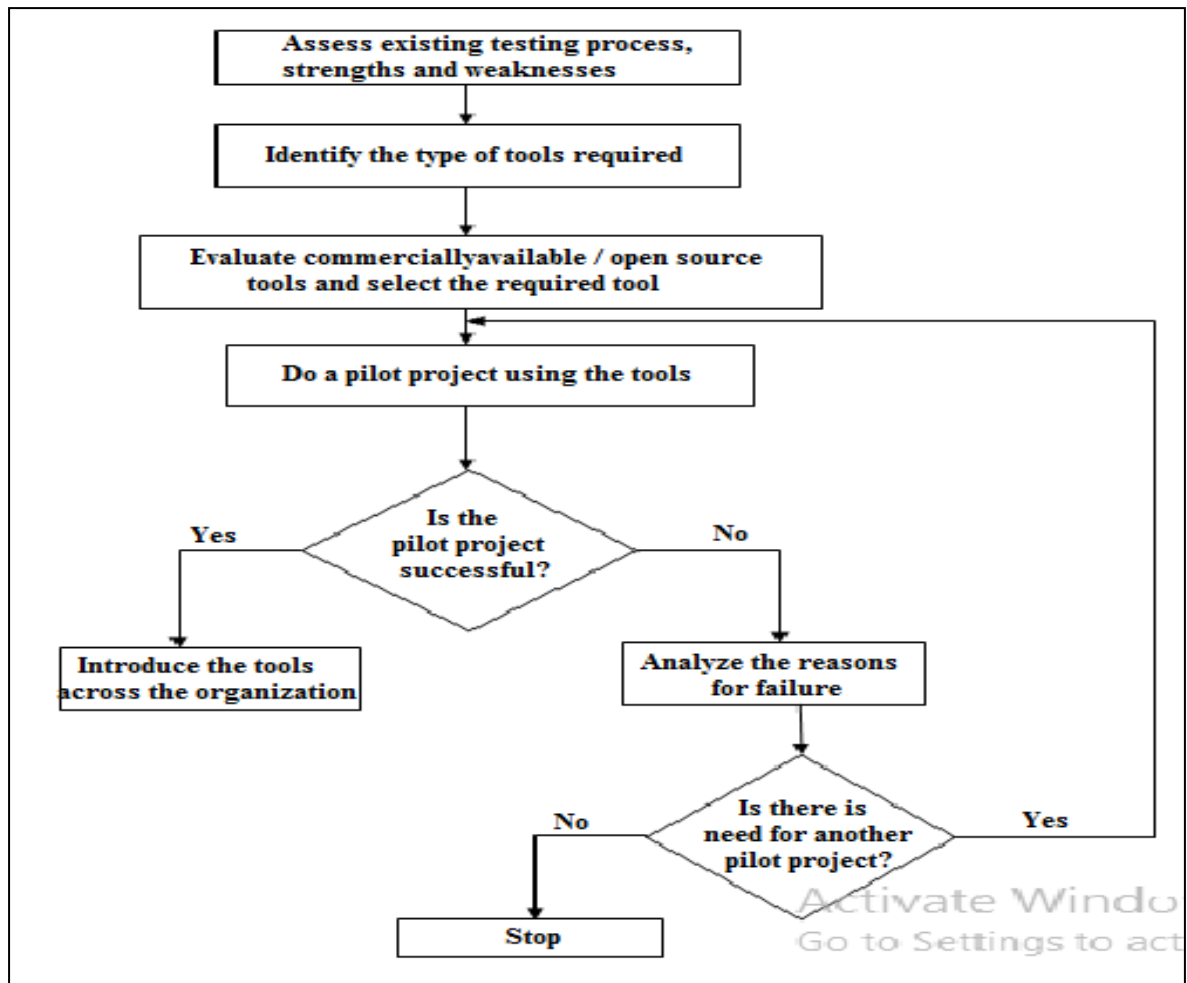 Assess existing testing process,
strengths and weaknesses
Identify the type of tools required
Evaluate commerciallyavailable / open source
tools and select the required tool
Do a pilot project using the tools
Is the
pilot project
successful?
Yes
No
Introduce the tools
across the organization
Analyze the reasons
for failure
Is there is
need for another
pilot project?
No
Yes
Stop
Activate Windo
Go to Settings to act